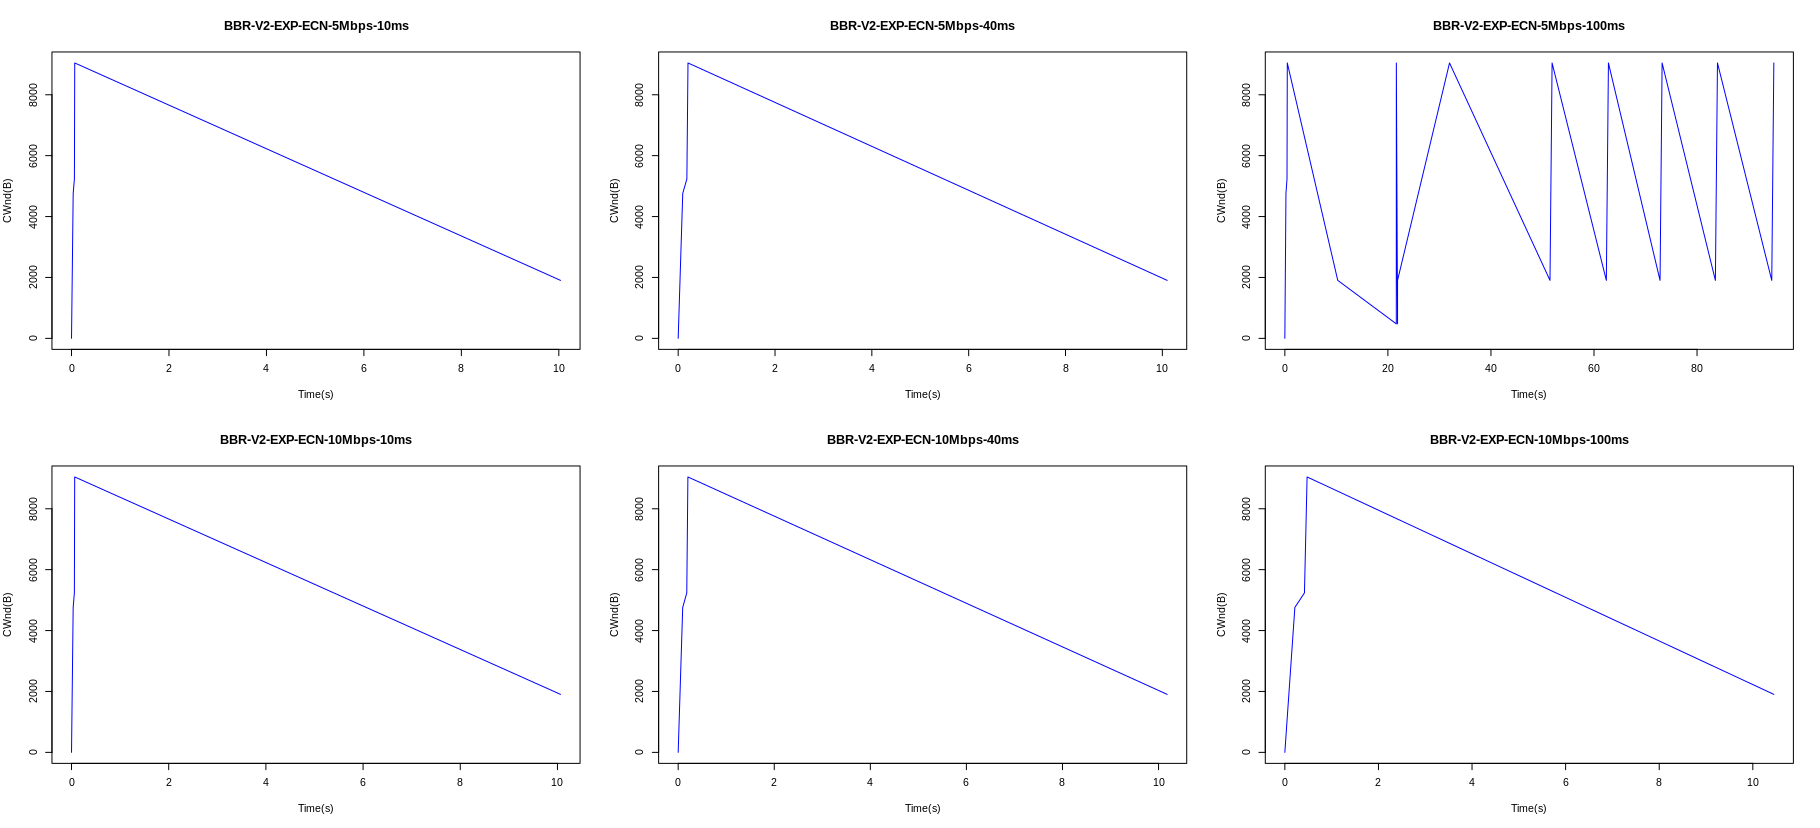 BBR-V2-EXP-ECN-5Mbps-10ms
CWnd(B)
8000
6000
4000
2000
0
0 2 4 6 8 10
Time(s)
BBR-V2-EXP-ECN-5Mbps-40ms
CWnd(B)
8000
6000
4000
2000
0
0 2 4 6 8 10
Time(s)
BBR-V2-EXP-ECN-5Mbps-100ms
CWnd(B)
8000
6000
4000
2000
0
0 20 40 60 80
Time(s)
BBR-V2-EXP-ECN-10Mbps-10ms
CWnd(B)
8000
6000
4000
2000
0
0 2 4 6 8 10
Time(s)
BBR-V2-EXP-ECN-10Mbps-40ms
CWnd(B)
8000
6000
4000
2000
0
0 2 4 6 8 10
Time(s)
BBR-V2-EXP-ECN-10Mbps-100ms
CWnd(B)
8000
6000
4000
2000
0
0 2 4 6 8 10
Time(s)